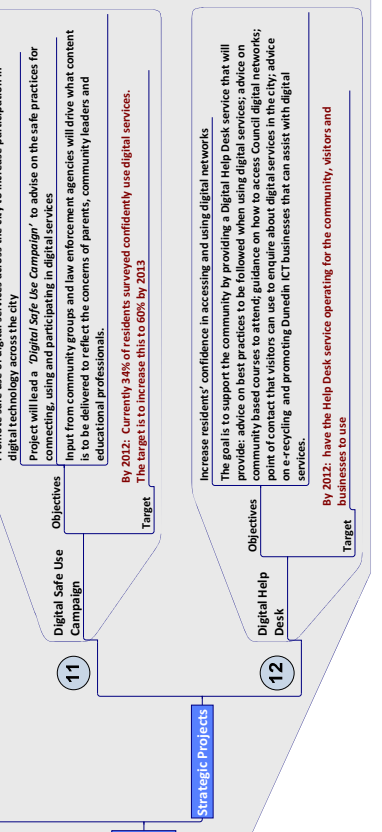 digital technology across the city
Project will lead a 'Digital Safe Use Campaign' to advise on the safe practices for
connecting, using and participating in digital services
Input from community groups and law enforcement agencies will drive what content
is to be delivered to reflect the concerns of parents, community leaders and
educational professionals.
Objectives
By 2012: Currently 34% of residents surveyed confidently use digital services.
The target is to increase this to 60% by 2013
Target
Digital Safe Use
Campaign
11
Increase residents' confidence in accessing and using digital networks
The goal is to support the community by providing a Digital Help Desk service that will
provide: advice on best practices to be followed when using digital services; advice on
community based courses to attend; guidance on how to access Council digital networks;
point of contact that visitors can use to enquire about digital services in the city; advice
on e-recycling and promoting Dunedin ICT businesses that can assist with digital
services.
Objectives
By 2012: have the Help Desk service operating for the community, visitors and
businesses to use
Target
Digital Help
Desk
12
Strategic Projects